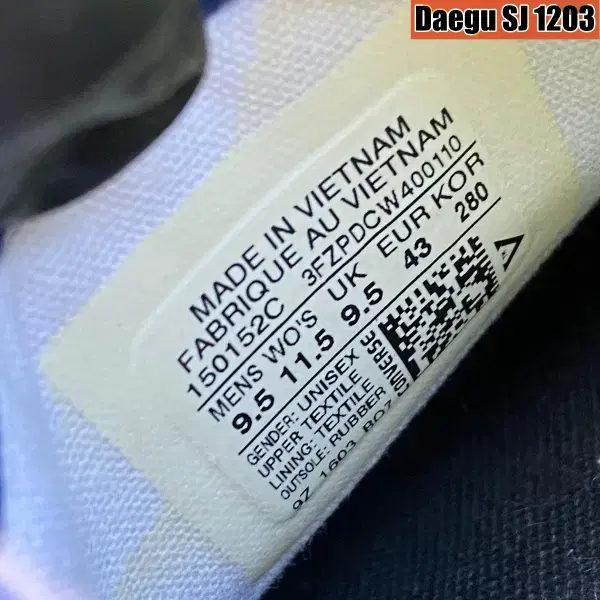 Daegu SJ 1203
MADE IN VIETNAM
FABRIQUE AU VIETNAM
150152C 3FZPDCW400110
MENS WO'S UK EUR KOR
9.5 11.5 9.5 43 280
GENDER: UNISEX
UPPER: TEXTILE
LINING: TEXTILE
OUTSOLE: RUBBER
CONVERSE